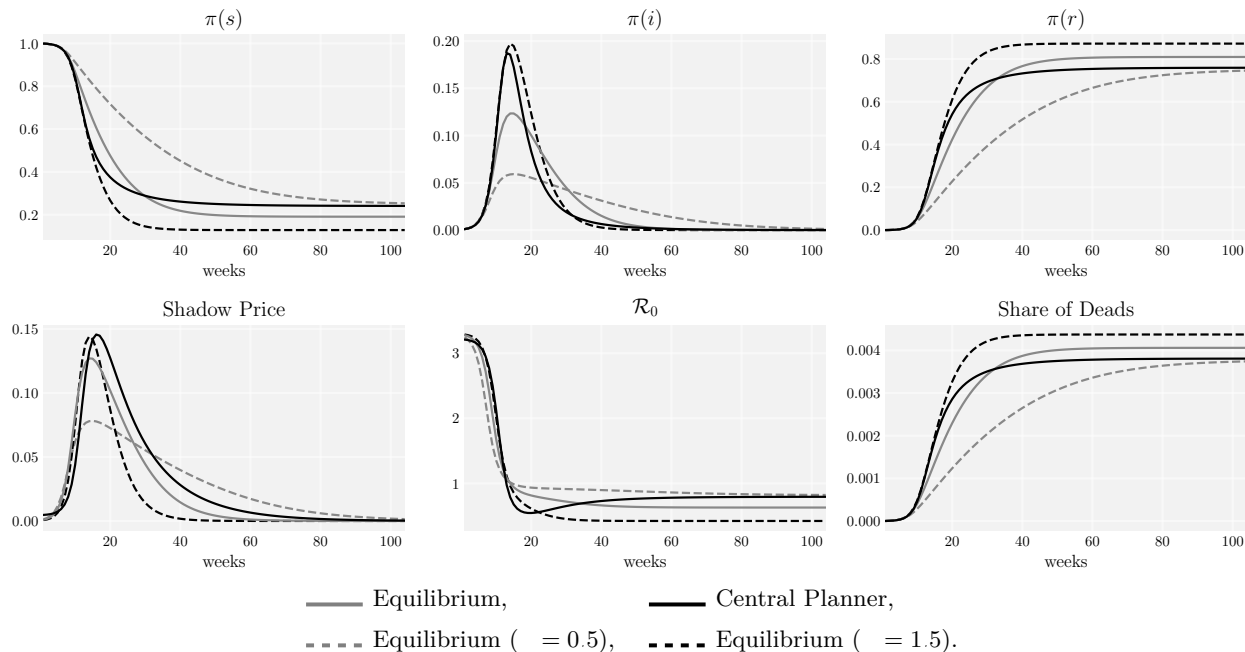 π(s) π(i) π(r)
1.0 0.8 0.6 0.4 0.2
20 40 60 80 100
weeks
0.20 0.15 0.10 0.05 0.00
20 40 60 80 100
weeks
0.8 0.6 0.4 0.2 0.0
20 40 60 80 100
weeks
Shadow Price
0.15 0.10 0.05 0.00
20 40 60 80 100
weeks
ℛ₀
3 2 1
20 40 60 80 100
weeks
Share of Deads
0.004 0.003 0.002 0.001 0.000
20 40 60 80 100
weeks
Equilibrium, Central Planner,
Equilibrium ( = 0.5), Equilibrium ( = 1.5).